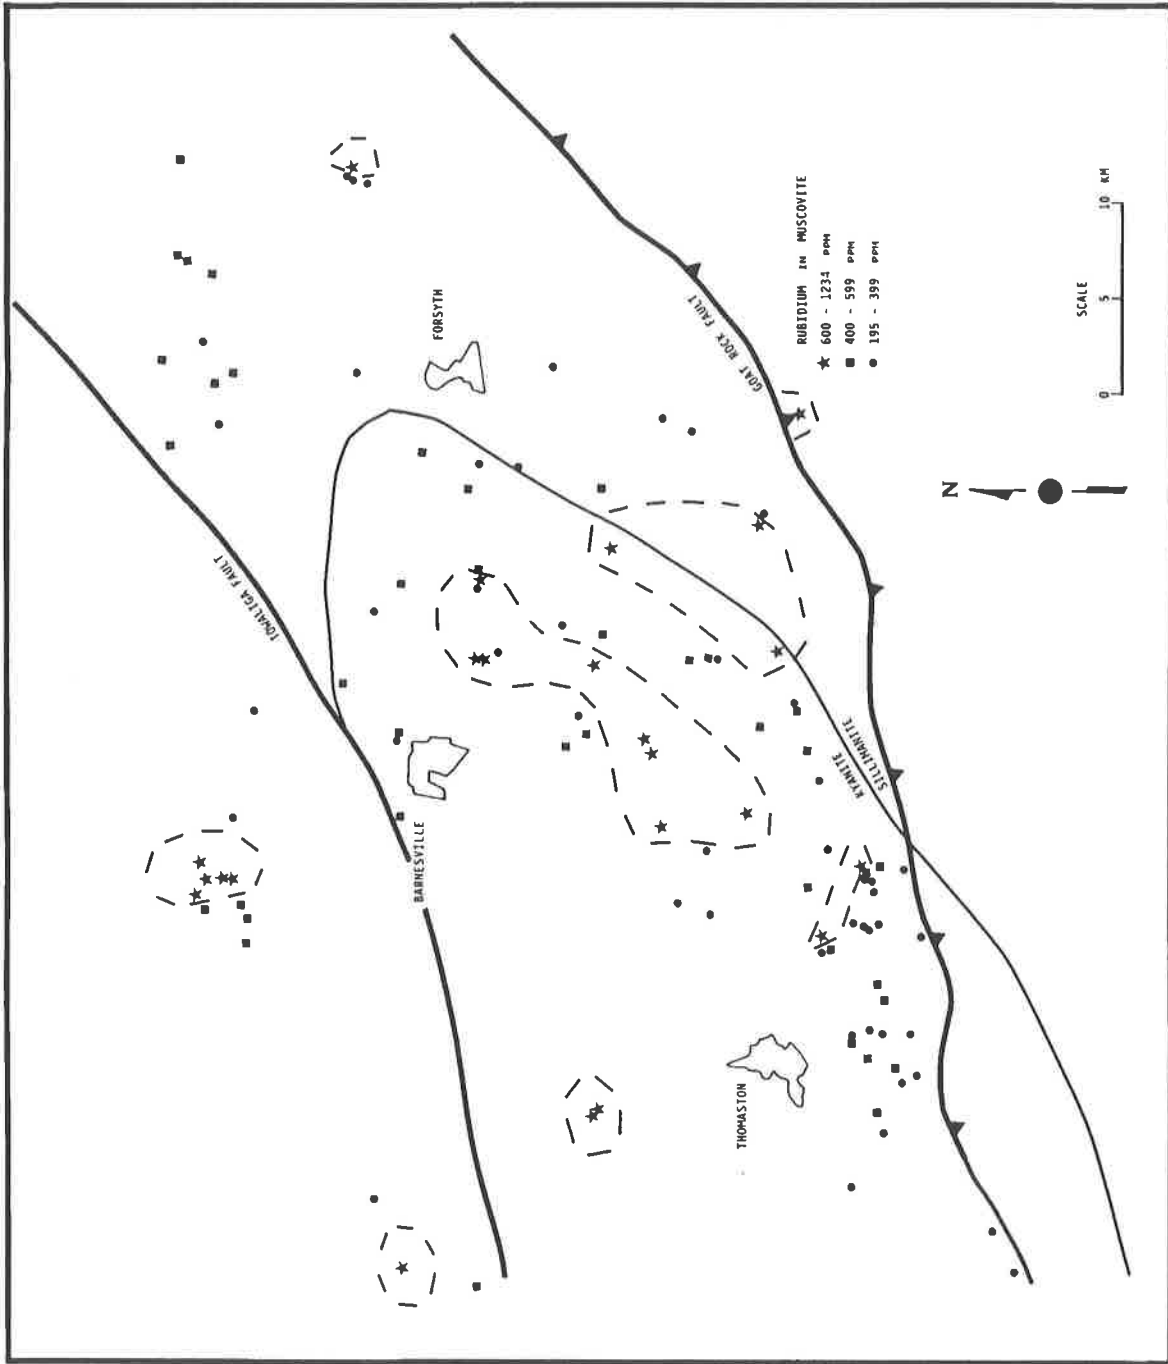 TOWALIGA FAULT
FORSYTH
GOAT ROCK FAULT
BARNESVILLE
KYANITE
SILLIMANITE
THOMASTON
RUBIDIUM IN MUSCOVITE
600 - 1234 PPM
400 - 599 PPM
195 - 399 PPM
N
SCALE
0 5 10 KM